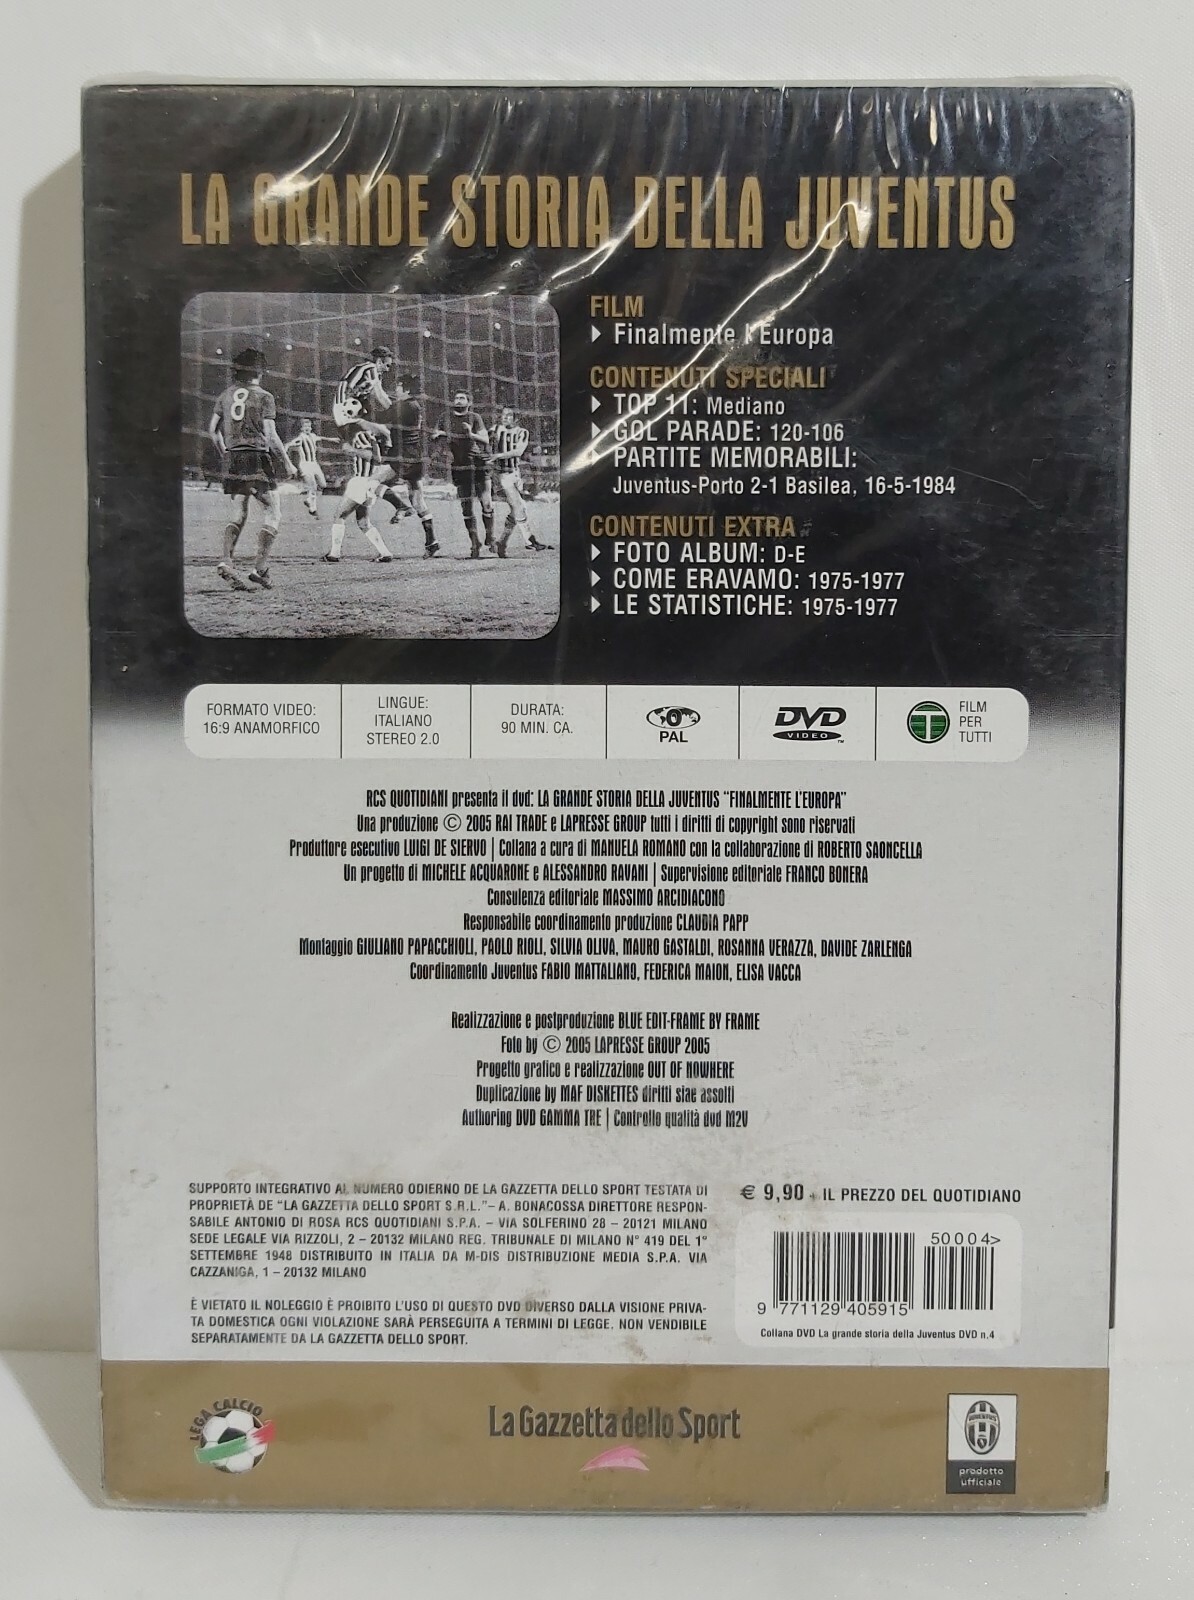 LA GRANDE STORIA DELLA JUVENTUS
8
FILM
Finalmente l'Europa
CONTENUTI SPECIALI
TOP 11: Mediano
GOL PARADE: 120-106
PARTITE MEMORABILI:
Juventus-Porto 2-1 Basilea, 16-5-1984
CONTENUTI EXTRA
FOTO ALBUM: D-E
COME ERAVAMO: 1975-1977
LE STATISTICHE: 1975-1977
FORMATO VIDEO:
16:9 ANAMORFICO
LINGUE:
ITALIANO
STEREO 2.0
DURATA:
90 MIN. CA.
0
PAL
DVD
VIDEO
TM
T
FILM
PER
TUTTI
RCS QUOTIDIANI presenta il dvd: LA GRANDE STORIA DELLA JUVENTUS "FINALMENTE L'EUROPA"
Una produzione © 2005 RAI TRADE e LAPRESSE GROUP tutti i diritti di copyright sono riservati
Produttore esecutivo LUIGI DE SIERVO | Collana a cura di MANUELA ROMANO con la collaborazione di ROBERTO SAONCELLA
Un progetto di MICHELE ACQUARONE e ALESSANDRO RAVANI | Supervisione editoriale FRANCO BONERA
Consulenza editoriale MASSIMO ARCIDIACONO
Responsabile coordinamento produzione CLAUDIA PAPP
Montaggio GIULIANO PAPACCHIOLI, PAOLO RIOLI, SILVIA OLIVA, MAURO GASTALDI, ROSANNA VERAZZA, DAVIDE ZARLENGA
Coordinamento Juventus FABIO MATTALIANO, FEDERICA MAION, ELISA VACCA
Realizzazione e postproduzione BLUE EDIT-FRAME BY FRAME
Foto by © 2005 LAPRESSE GROUP 2005
Progetto grafico e realizzazione OUT OF NOWHERE
Duplicazione by MAF DISKETTES diritti siae assolti
Authoring DVD GAMMA TRE | Controllo qualità dvd M2V
SUPPORTO INTEGRATIVO AL NUMERO ODIERNO DE LA GAZZETTA DELLO SPORT TESTATA DI
PROPRIETÀ DE "LA GAZZETTA DELLO SPORT S.R.L."– A. BONACOSSA DIRETTORE RESPON-
SABILE ANTONIO DI ROSA RCS QUOTIDIANI S.P.A. – VIA SOLFERINO 28 – 20121 MILANO
SEDE LEGALE VIA RIZZOLI, 2 – 20132 MILANO REG. TRIBUNALE DI MILANO N° 419 DEL 1°
SETTEMBRE 1948 DISTRIBUITO IN ITALIA DA M-DIS DISTRIBUZIONE MEDIA S.P.A. VIA
CAZZANIGA, 1 – 20132 MILANO
È VIETATO IL NOLEGGIO È PROIBITO L'USO DI QUESTO DVD DIVERSO DALLA VISIONE PRIVA-
TA DOMESTICA OGNI VIOLAZIONE SARÀ PERSEGUITA A TERMINI DI LEGGE. NON VENDIBILE
SEPARATAMENTE DA LA GAZZETTA DELLO SPORT.
€ 9,90 + IL PREZZO DEL QUOTIDIANO
50004>
9 771129 405915
Collana DVD La grande storia della Juventus DVD n.4
LEGA CALCIO
La Gazzetta dello Sport
JUVENTUS
prodotto
ufficiale